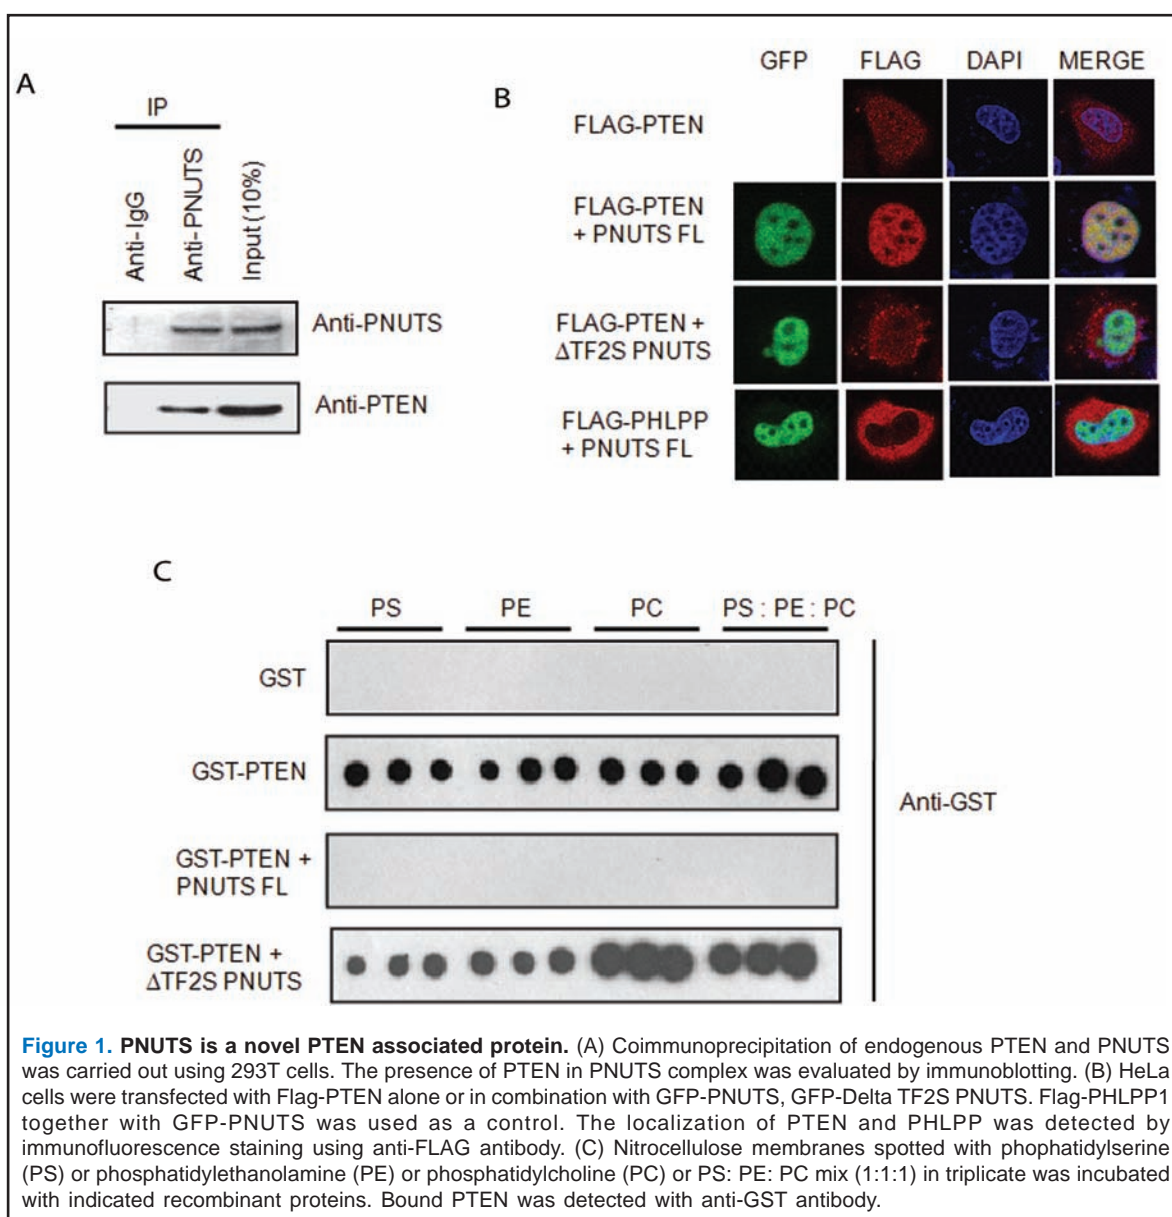 A
IP
Anti-IgG
Anti-PNUTS
Input (10%)
Anti-PNUTS
Anti-PTEN
B
GFP FLAG DAPI MERGE
FLAG-PTEN
FLAG-PTEN
+ PNUTS FL
FLAG-PTEN +
ΔTF2S PNUTS
FLAG-PHLPP
+ PNUTS FL
C
PS PE PC PS : PE : PC
GST
GST-PTEN
GST-PTEN +
PNUTS FL
GST-PTEN +
ΔTF2S PNUTS
Anti-GST
Figure 1. PNUTS is a novel PTEN associated protein. (A) Coimmunoprecipitation of endogenous PTEN and PNUTS
was carried out using 293T cells. The presence of PTEN in PNUTS complex was evaluated by immunoblotting. (B) HeLa
cells were transfected with Flag-PTEN alone or in combination with GFP-PNUTS, GFP-Delta TF2S PNUTS. Flag-PHLPP1
together with GFP-PNUTS was used as a control. The localization of PTEN and PHLPP was detected by
immunofluorescence staining using anti-FLAG antibody. (C) Nitrocellulose membranes spotted with phophatidylserine
(PS) or phosphatidylethanolamine (PE) or phosphatidylcholine (PC) or PS: PE: PC mix (1:1:1) in triplicate was incubated
with indicated recombinant proteins. Bound PTEN was detected with anti-GST antibody.